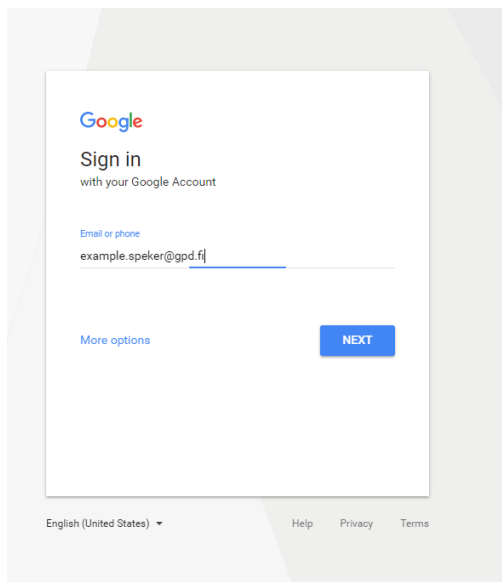 Google
Sign in
with your Google Account
Email or phone
example.speker@gpd.fi
More options NEXT
English (United States) Help Privacy Terms